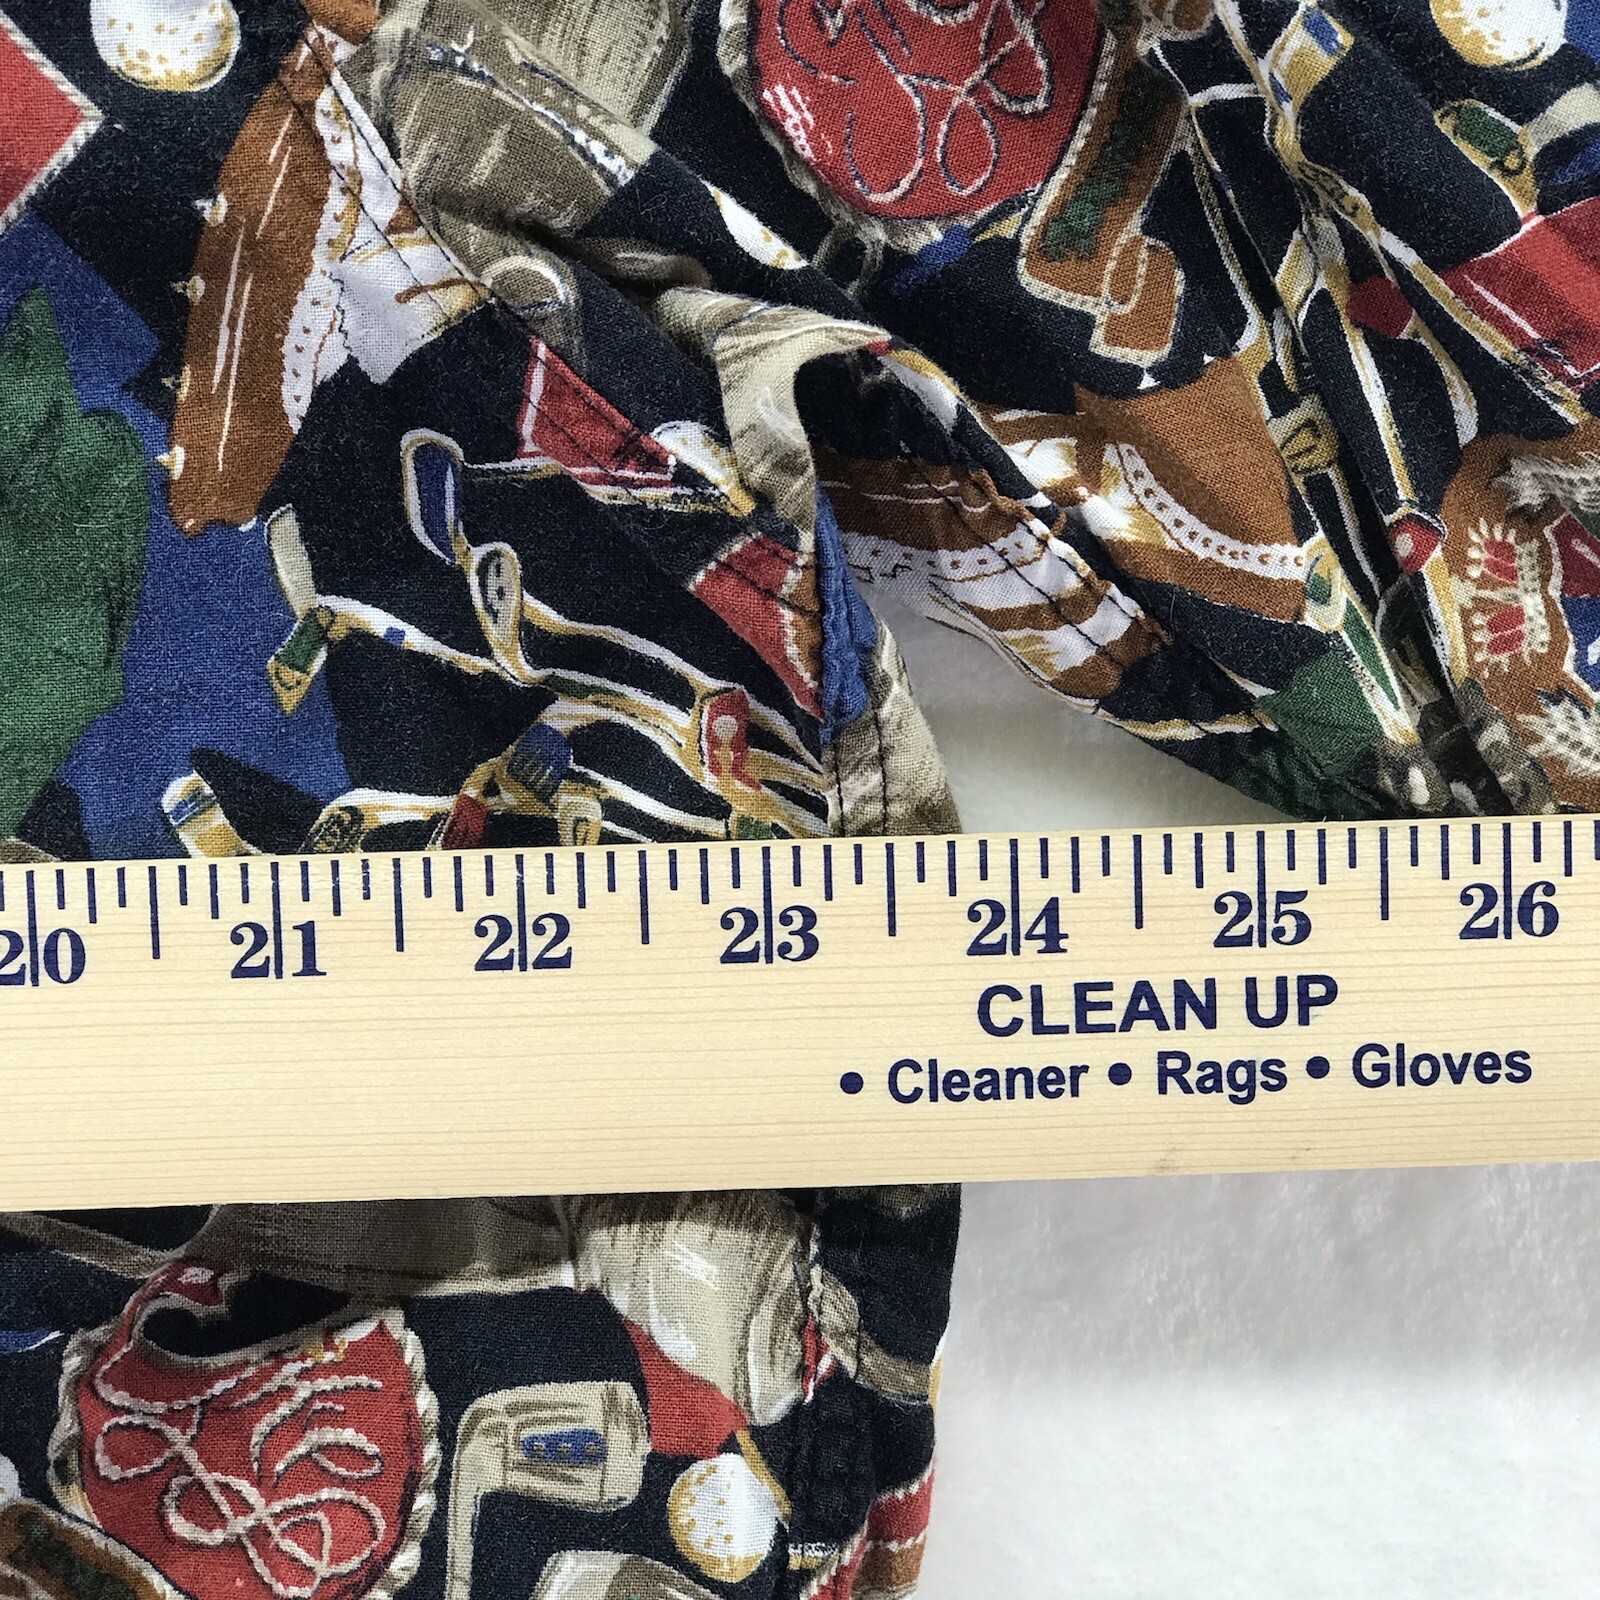 20 21 22 23 24 25 26
CLEAN UP
• Cleaner • Rags • Gloves